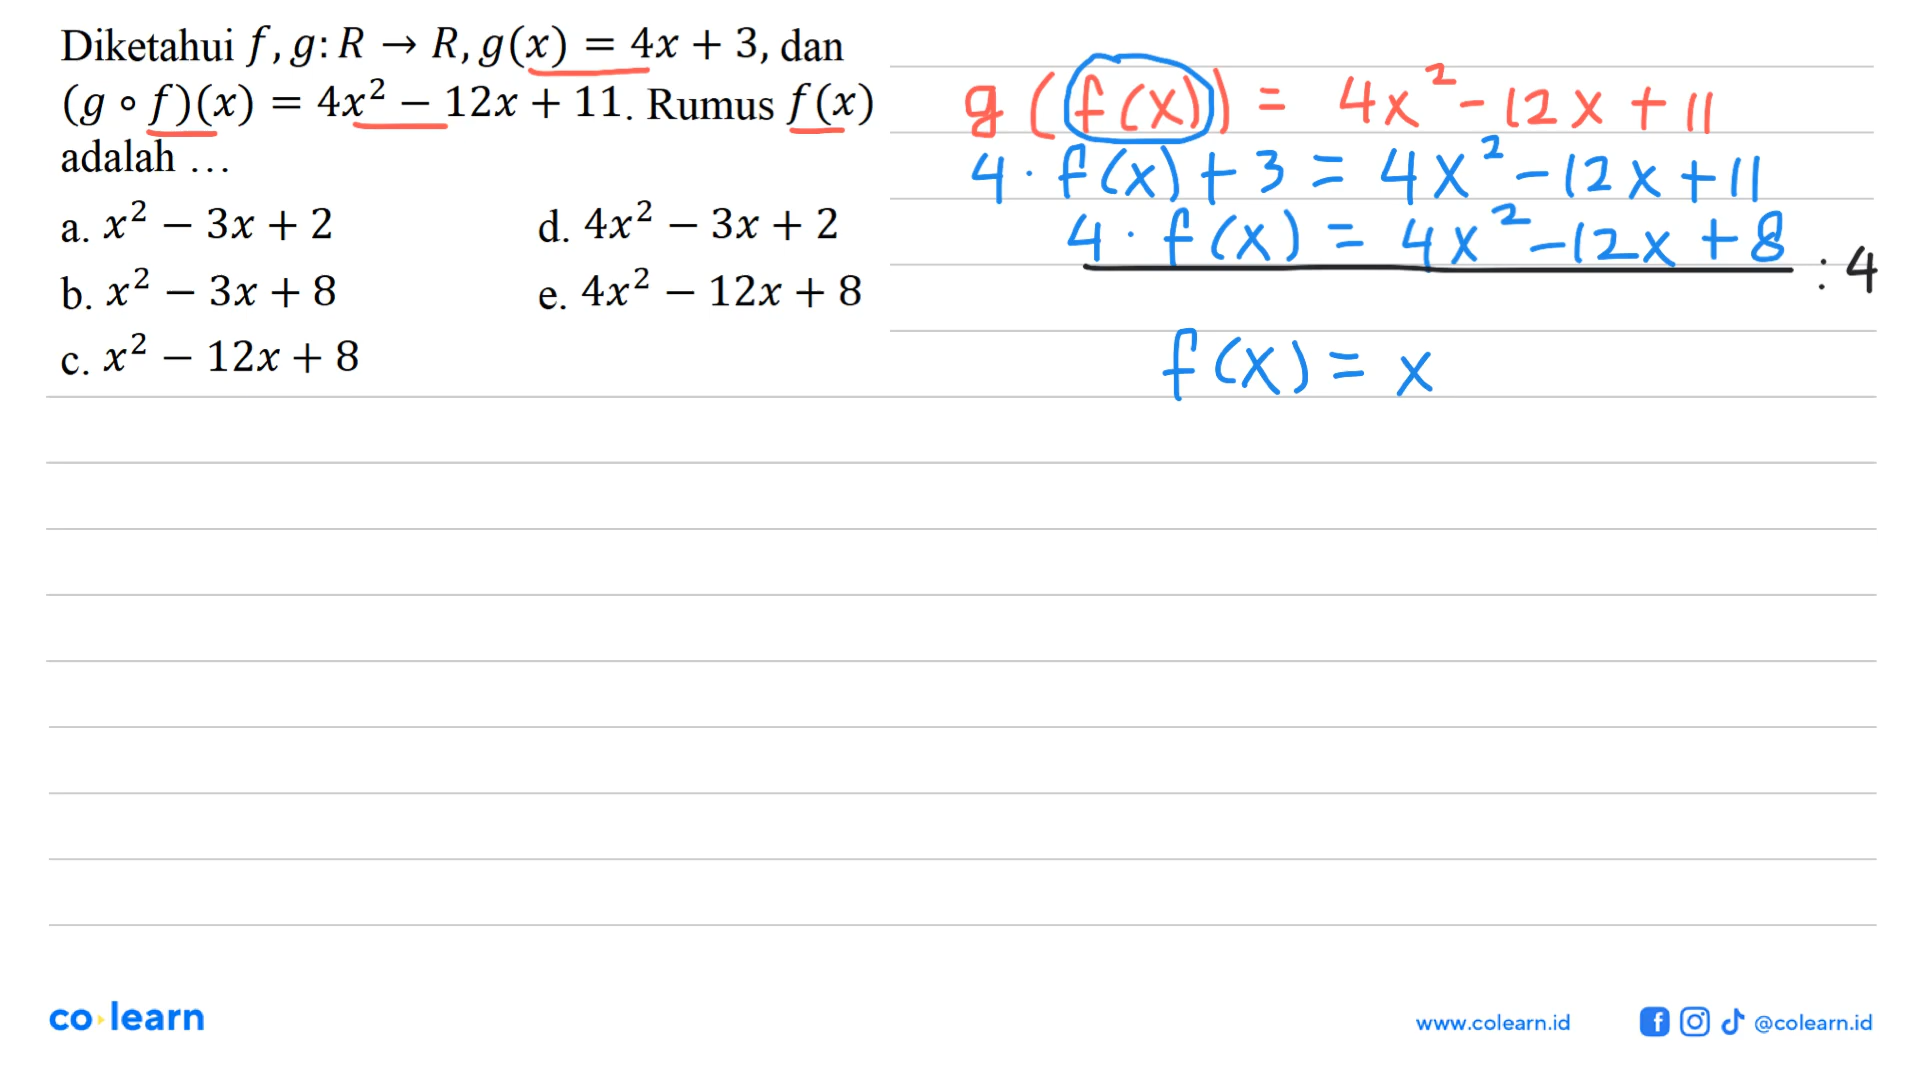 Diketahui f, g: R → R, g(x) = 4x + 3, dan
(g ∘ f)(x) = 4x² − 12x + 11. Rumus f(x)
adalah …
a. x² − 3x + 2
b. x² − 3x + 8
c. x² − 12x + 8
d. 4x² − 3x + 2
e. 4x² − 12x + 8
g(f(x)) = 4x² - 12x + 11
4 · f(x) + 3 = 4x² - 12x + 11
4 · f(x) = 4x² - 12x + 8
: 4
f(x) = x
co learn
www.colearn.id
@colearn.id